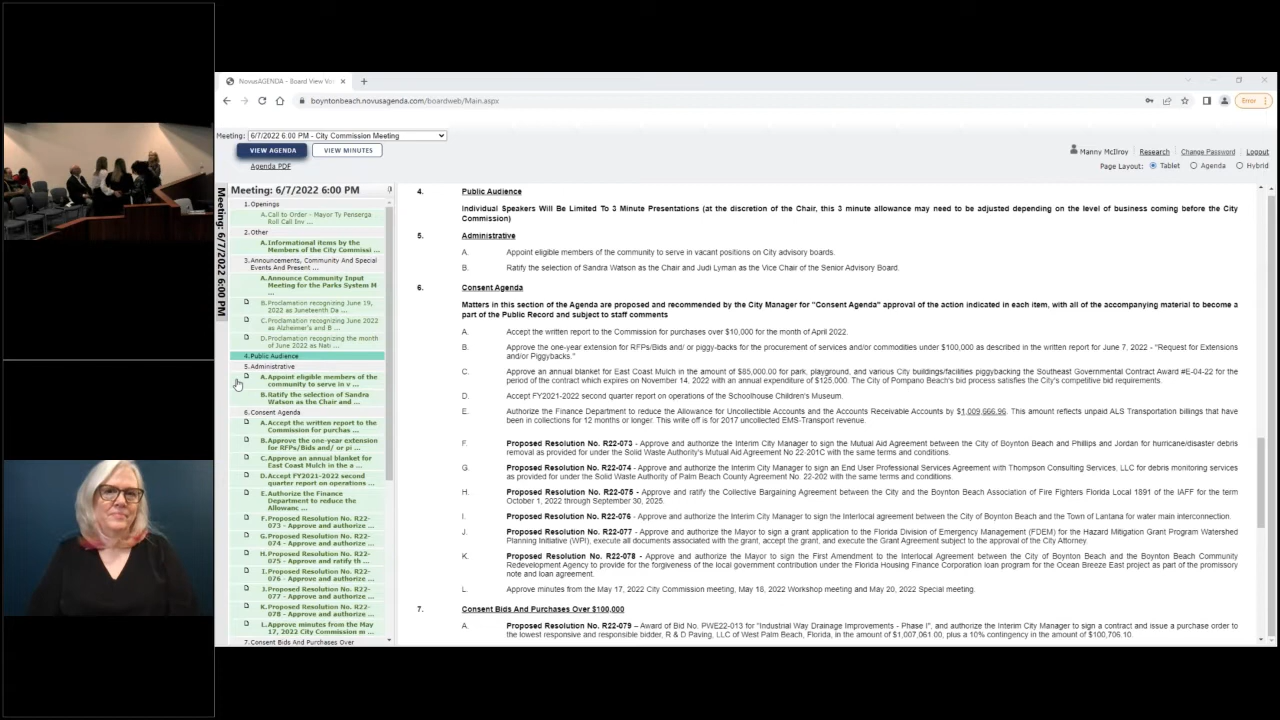 NovusAGENDA - Board View Ve
boyntonbeach.novusagenda.com/boardweb/Main.aspx
Error
Meeting: 6/7/2022 6:00 PM - City Commission Meeting
VIEW AGENDA VIEW MINUTES
Agenda PDF
Manny McIlroy Research Change Password Logout
Page Layout: Tablet Agenda Hybrid
Meeting: 6/7/2022 6:00 PM
Meeting: 6/7/2022 6:00 PM
1.Openings
A.Call to Order - Mayor Ty Penserga
Roll Call Inv ...
2.Other
A.Informational items by the
Members of the City Commissi ...
3.Announcements, Community And Special
Events And Present ...
A.Announce Community Input
Meeting for the Parks System M
...
B.Proclamation recognizing June 19,
2022 as Juneteenth Da ...
C.Proclamation recognizing June 2022
as Alzheimer's and B ...
D.Proclamation recognizing the month
of June 2022 as Nati ...
4.Public Audience
5.Administrative
A.Appoint eligible members of the
community to serve in v ...
B.Ratify the selection of Sandra
Watson as the Chair and ...
6.Consent Agenda
A.Accept the written report to the
Commission for purchas ...
B.Approve the one-year extension
for RFPs/Bids and/ or pi ...
C.Approve an annual blanket for
East Coast Mulch in the a ...
D.Accept FY2021-2022 second
quarter report on operations ...
E.Authorize the Finance
Department to reduce the
Allowanc ...
F.Proposed Resolution No. R22-
073 - Approve and authorize ...
G.Proposed Resolution No. R22-
074 - Approve and authorize ...
H.Proposed Resolution No. R22-
075 - Approve and ratify th ...
I.Proposed Resolution No. R22-
076 - Approve and authorize ...
J.Proposed Resolution No. R22-
077 - Approve and authorize ...
K.Proposed Resolution No. R22-
078 - Approve and authorize ...
L.Approve minutes from the May
17, 2022 City Commission m ...
7.Consent Bids And Purchases Over
4. Public Audience
Individual Speakers Will Be Limited To 3 Minute Presentations (at the discretion of the Chair, this 3 minute allowance may need to be adjusted depending on the level of business coming before the City
Commission)
5. Administrative
A. Appoint eligible members of the community to serve in vacant positions on City advisory boards.
B. Ratify the selection of Sandra Watson as the Chair and Judi Lyman as the Vice Chair of the Senior Advisory Board.
6. Consent Agenda
Matters in this section of the Agenda are proposed and recommended by the City Manager for "Consent Agenda" approval of the action indicated in each item, with all of the accompanying material to become a
part of the Public Record and subject to staff comments
A. Accept the written report to the Commission for purchases over $10,000 for the month of April 2022.
B. Approve the one-year extension for RFPs/Bids and/ or piggy-backs for the procurement of services and/or commodities under $100,000 as described in the written report for June 7, 2022 - "Request for Extensions
and/or Piggybacks."
C. Approve an annual blanket for East Coast Mulch in the amount of $85,000.00 for park, playground, and various City buildings/facilities piggybacking the Southeast Governmental Contract Award #E-04-22 for the
period of the contract which expires on November 14, 2022 with an annual expenditure of $125,000. The City of Pompano Beach's bid process satisfies the City's competitive bid requirements.
D. Accept FY2021-2022 second quarter report on operations of the Schoolhouse Children's Museum.
E. Authorize the Finance Department to reduce the Allowance for Uncollectible Accounts and the Accounts Receivable Accounts by $1,009,666.96. This amount reflects unpaid ALS Transportation billings that have
been in collections for 12 months or longer. This write off is for 2017 uncollected EMS-Transport revenue.
F. Proposed Resolution No. R22-073 - Approve and authorize the Interim City Manager to sign the Mutual Aid Agreement between the City of Boynton Beach and Phillips and Jordan for hurricane/disaster debris
removal as provided for under the Solid Waste Authority's Mutual Aid Agreement No 22-201C with the same terms and conditions.
G. Proposed Resolution No. R22-074 - Approve and authorize the Interim City Manager to sign an End User Professional Services Agreement with Thompson Consulting Services, LLC for debris monitoring services
as provided for under the Solid Waste Authority of Palm Beach County Agreement No. 22-202 with the same terms and conditions.
H. Proposed Resolution No. R22-075 - Approve and ratify the Collective Bargaining Agreement between the City and the Boynton Beach Association of Fire Fighters Florida Local 1891 of the IAFF for the term
October 1, 2022 through September 30, 2025.
I. Proposed Resolution No. R22-076 - Approve and authorize the Interim City Manager to sign the Interlocal agreement between the City of Boynton Beach and the Town of Lantana for water main interconnection.
J. Proposed Resolution No. R22-077 - Approve and authorize the Mayor to sign a grant application to the Florida Division of Emergency Management (FDEM) for the Hazard Mitigation Grant Program Watershed
Planning Initiative (WPI), execute all documents associated with the grant, accept the grant, and execute the Grant Agreement subject to the approval of the City Attorney.
K. Proposed Resolution No. R22-078 - Approve and authorize the Mayor to sign the First Amendment to the Interlocal Agreement between the City of Boynton Beach and the Boynton Beach Community
Redevelopment Agency to provide for the forgiveness of the local government contribution under the Florida Housing Finance Corporation loan program for the Ocean Breeze East project as part of the promissory
note and loan agreement.
L. Approve minutes from the May 17, 2022 City Commission meeting, May 18, 2022 Workshop meeting and May 20, 2022 Special meeting.
7. Consent Bids And Purchases Over $100,000
A. Proposed Resolution No. R22-079 – Award of Bid No. PWE22-013 for "Industrial Way Drainage Improvements - Phase I", and authorize the Interim City Manager to sign a contract and issue a purchase order to
the lowest responsive and responsible bidder, R & D Paving, LLC of West Palm Beach, Florida, in the amount of $1,007,061.00, plus a 10% contingency in the amount of $100,706.10.